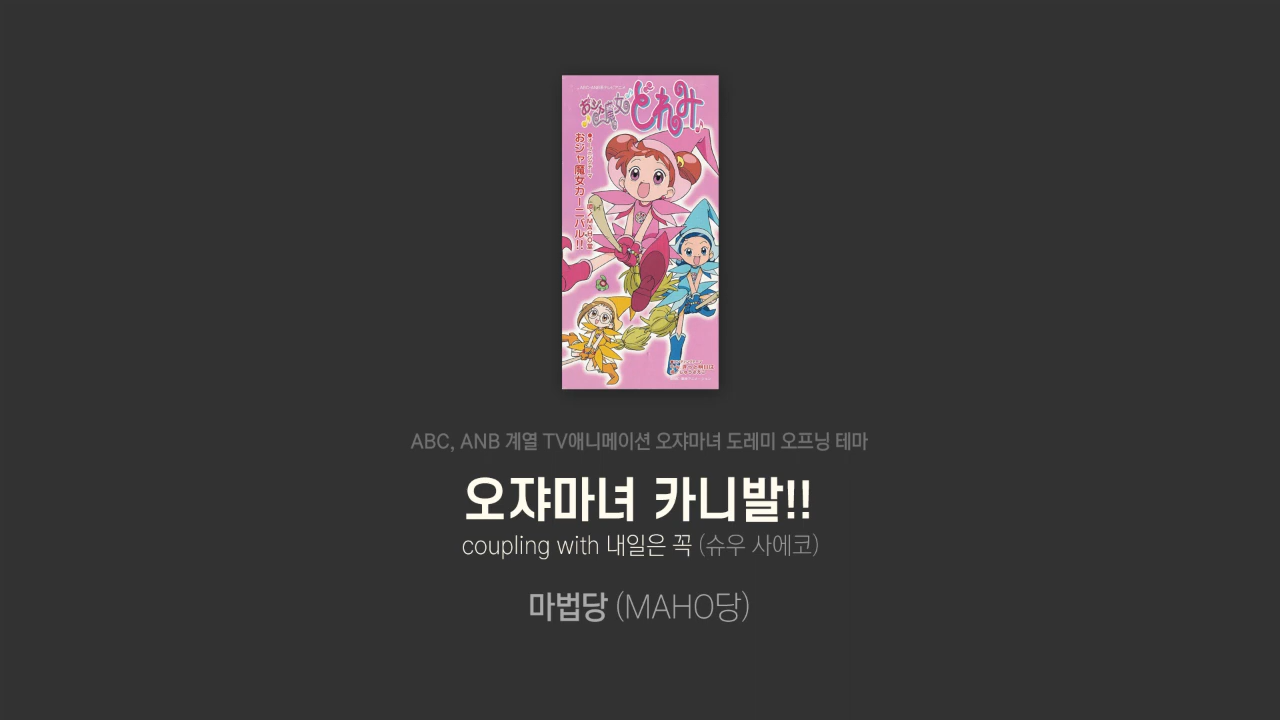 おジャ魔女
どれみ
おジャ魔女カーニバル!!
ABC, ANB 계열 TV애니메이션 오쟈마녀 도레미 오프닝 테마
오쟈마녀 카니발!!
coupling with 내일은 꼭 (슈우 사에코)
마법당 (MAHO당)